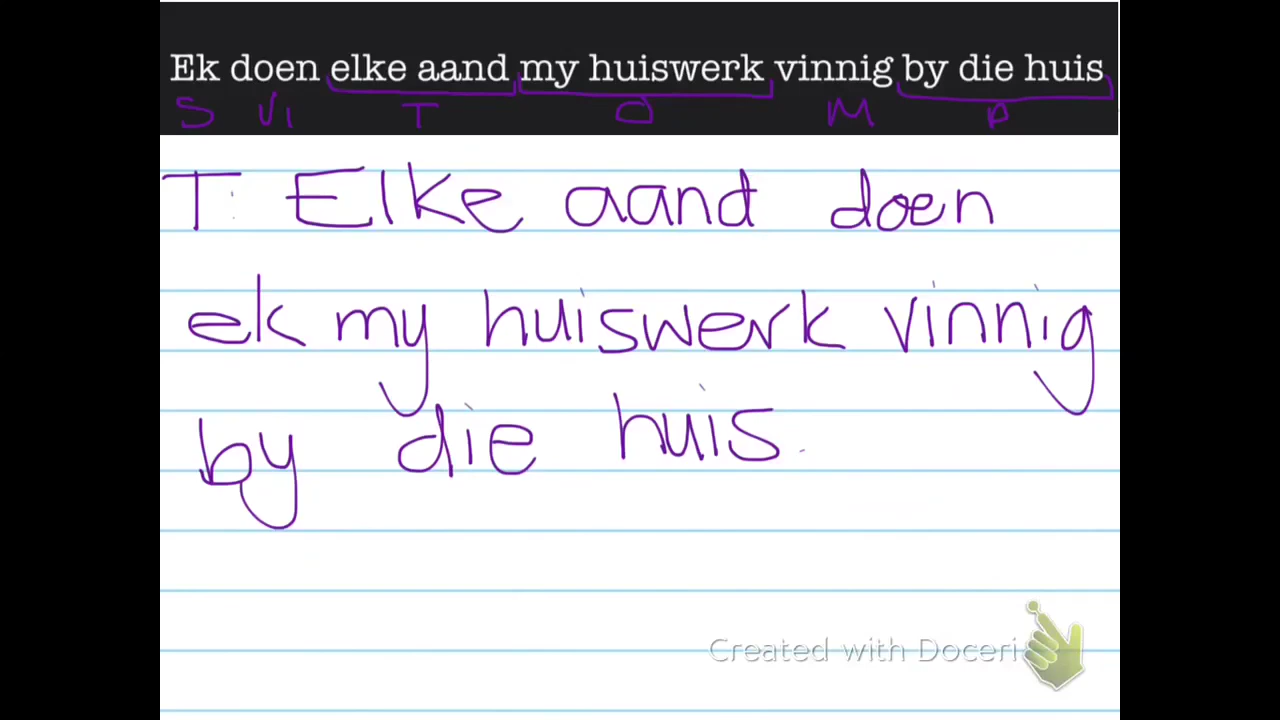 Ek doen elke aand my huiswerk vinnig by die huis
S V1 T O M P
T: Elke aand doen
ek my huiswerk vinnig
by die huis.
Created with Doceri